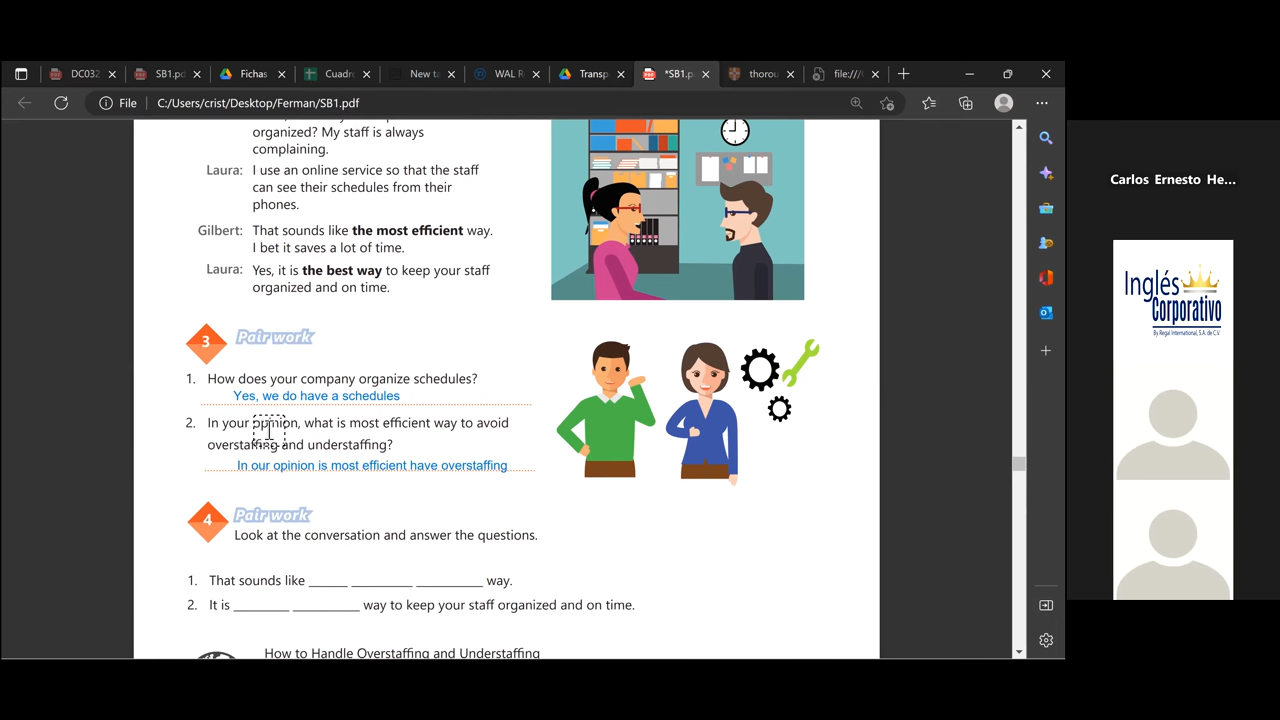 DC032
SB1.pd
Fichas
Cuadro
New ta
WAL R
Transp
*SB1.p
thorou
file:///
File
C:/Users/crist/Desktop/Ferman/SB1.pdf
organized? My staff is always
complaining.
Laura: I use an online service so that the staff
can see their schedules from their
phones.
Gilbert: That sounds like the most efficient way.
I bet it saves a lot of time.
Laura: Yes, it is the best way to keep your staff
organized and on time.
3 Pair work
1. How does your company organize schedules?
Yes, we do have a schedules
2. In your opinion, what is most efficient way to avoid
overstaffing and understaffing?
In our opinion is most efficient have overstaffing
4 Pair work
Look at the conversation and answer the questions.
1. That sounds like ______ ________ _________ way.
2. It is ________ _________ way to keep your staff organized and on time.
How to Handle Overstaffing and Understaffing
Carlos Ernesto He...
Inglés
Corporativo
By Regal International, S.A. de C.V.